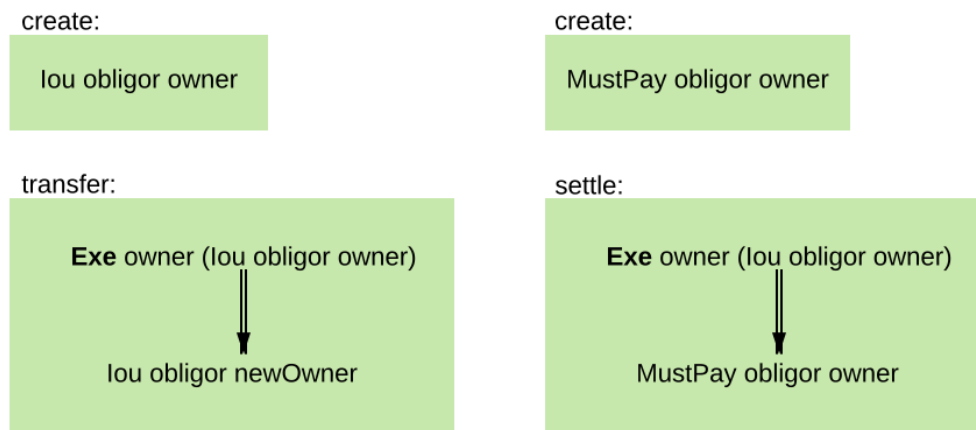 create:
Iou obligor owner
create:
MustPay obligor owner
transfer:
Exe owner (Iou obligor owner)
Iou obligor newOwner
settle:
Exe owner (Iou obligor owner)
MustPay obligor owner